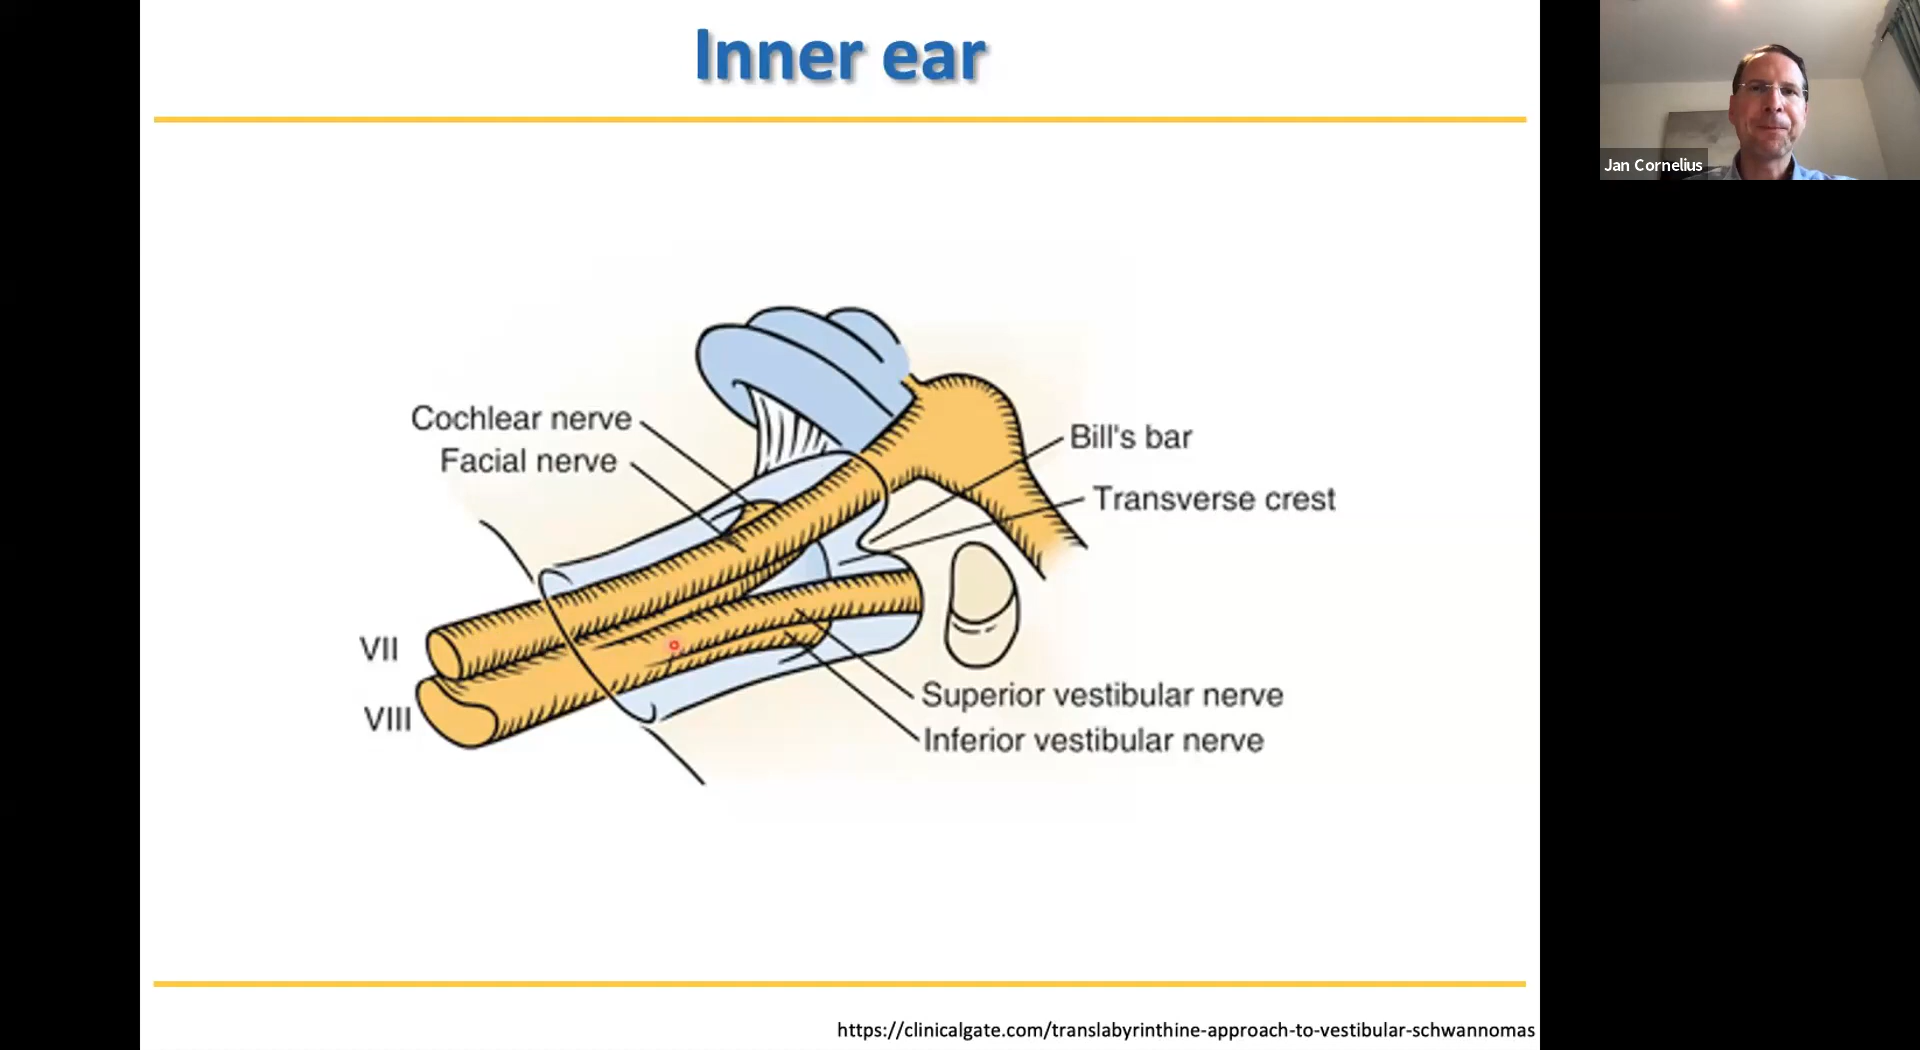 Inner ear
Jan Cornelius
Cochlear nerve
Facial nerve
Bill's bar
Transverse crest
VII
VIII
Superior vestibular nerve
Inferior vestibular nerve
https://clinicalgate.com/translabyrinthine-approach-to-vestibular-schwannomas